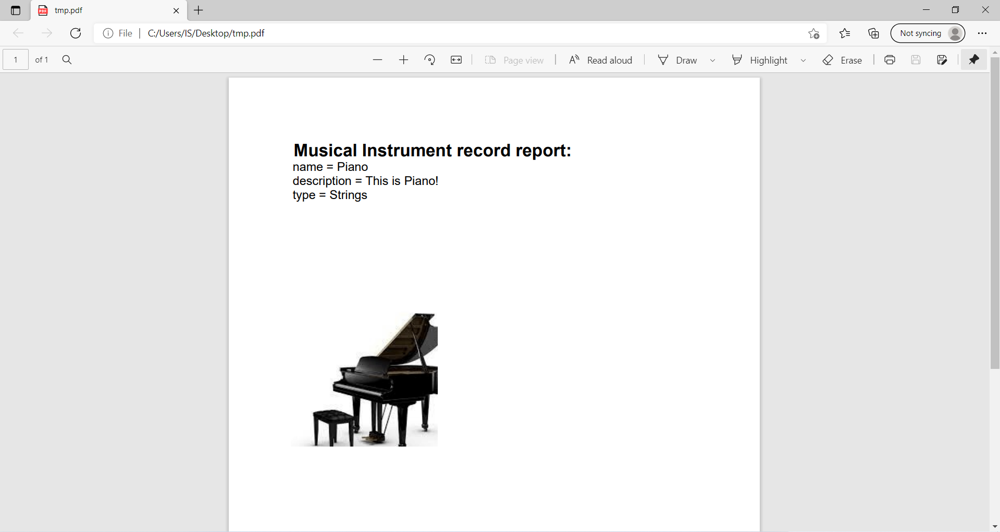 tmp.pdf
File
C:/Users/IS/Desktop/tmp.pdf
Not syncing
1 of 1
Page view
A Read aloud
Draw
Highlight
Erase
Musical Instrument record report:
name = Piano
description = This is Piano!
type = Strings